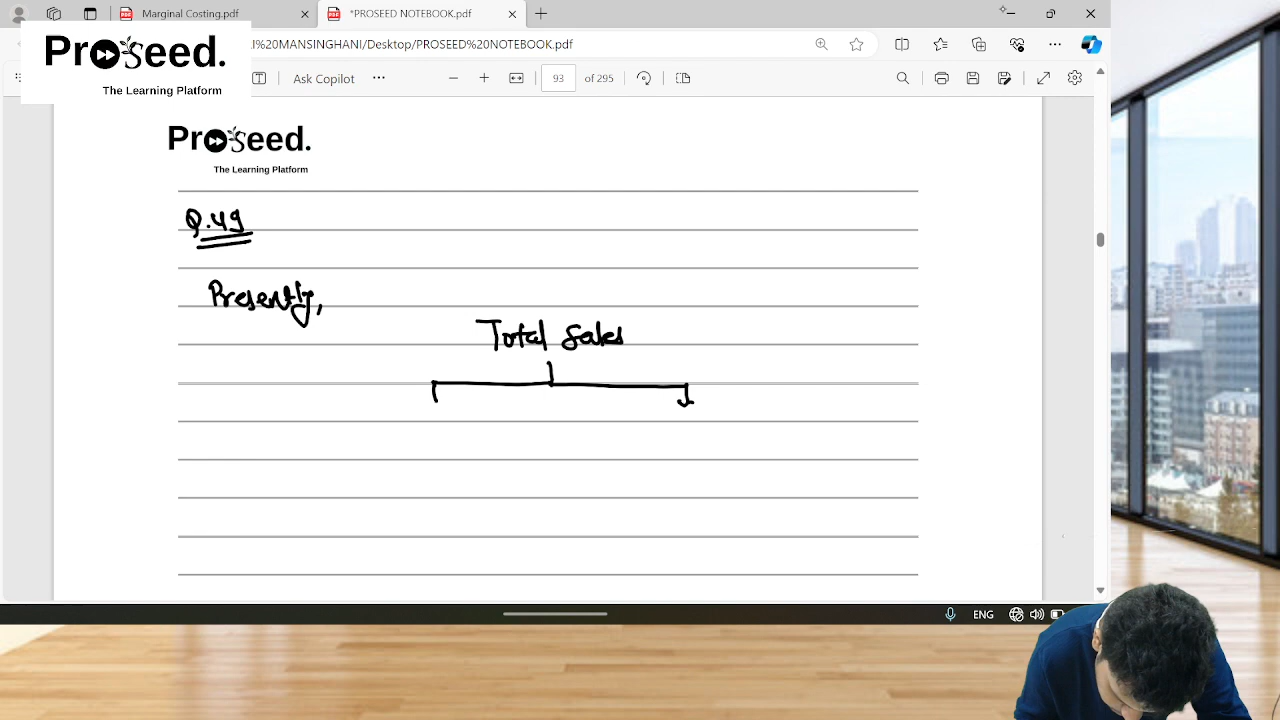 Marginal Costing.pdf
*PROSEED NOTEBOOK.pdf
I%20MANSINGHANI/Desktop/PROSEED%20NOTEBOOK.pdf
Ask Copilot
93 of 295
Proseed.
The Learning Platform
Proseed.
The Learning Platform
Q.49
Presently,
Total Sales
ENG